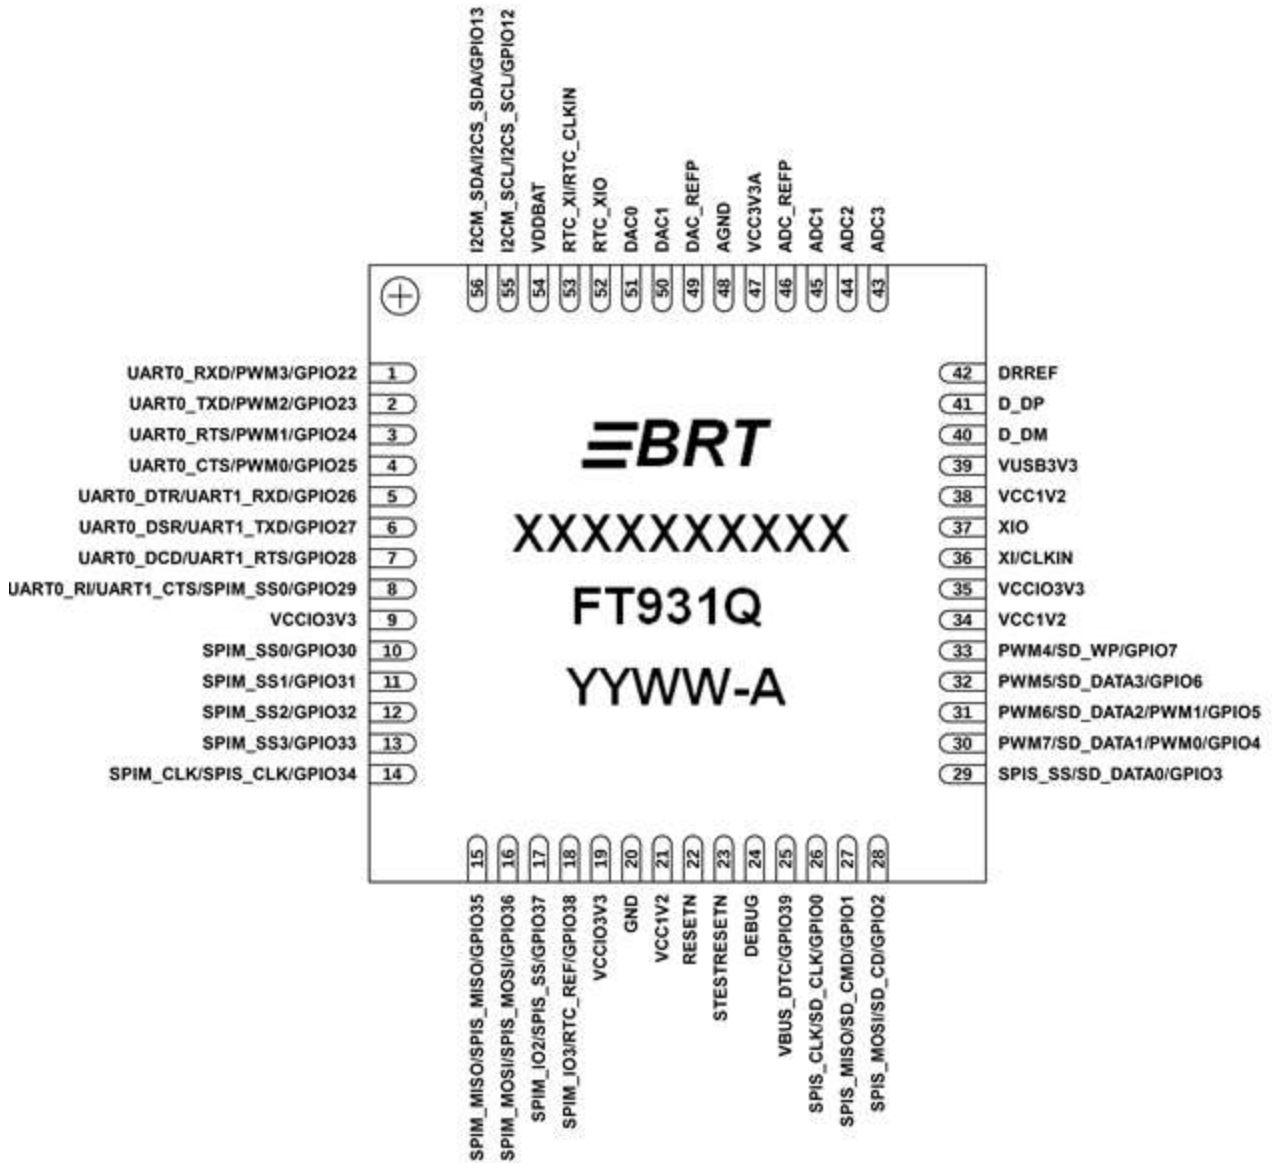 I2CM_SDA/I2CS_SDA/GPIO13
I2CM_SCL/I2CS_SCL/GPIO12
VDDBAT
RTC_XI/RTC_CLKIN
RTC_XIO
DAC0
DAC1
DAC_REFP
AGND
VCC3V3A
ADC_REFP
ADC1
ADC2
ADC3
56 55 54 53 52 51 50 49 48 47 46 45 44 43
UART0_RXD/PWM3/GPIO22 1
UART0_TXD/PWM2/GPIO23 2
UART0_RTS/PWM1/GPIO24 3
UART0_CTS/PWM0/GPIO25 4
UART0_DTR/UART1_RXD/GPIO26 5
UART0_DSR/UART1_TXD/GPIO27 6
UART0_DCD/UART1_RTS/GPIO28 7
UART0_RI/UART1_CTS/SPIM_SS0/GPIO29 8
VCCIO3V3 9
SPIM_SS0/GPIO30 10
SPIM_SS1/GPIO31 11
SPIM_SS2/GPIO32 12
SPIM_SS3/GPIO33 13
SPIM_CLK/SPIS_CLK/GPIO34 14
BRT
XXXXXXXXXX
FT931Q
YYWW-A
42 DRREF
41 D_DP
40 D_DM
39 VUSB3V3
38 VCC1V2
37 XIO
36 XI/CLKIN
35 VCCIO3V3
34 VCC1V2
33 PWM4/SD_WP/GPIO7
32 PWM5/SD_DATA3/GPIO6
31 PWM6/SD_DATA2/PWM1/GPIO5
30 PWM7/SD_DATA1/PWM0/GPIO4
29 SPIS_SS/SD_DATA0/GPIO3
15 16 17 18 19 20 21 22 23 24 25 26 27 28
SPIM_MISO/SPIS_MISO/GPIO35
SPIM_MOSI/SPIS_MOSI/GPIO36
SPIM_IO2/SPIS_SS/GPIO37
SPIM_IO3/RTC_REF/GPIO38
VCCIO3V3
GND
VCC1V2
RESETN
STESTRESETN
DEBUG
VBUS_DTC/GPIO39
SPIS_CLK/SD_CLK/GPIO0
SPIS_MISO/SD_CMD/GPIO1
SPIS_MOSI/SD_CD/GPIO2